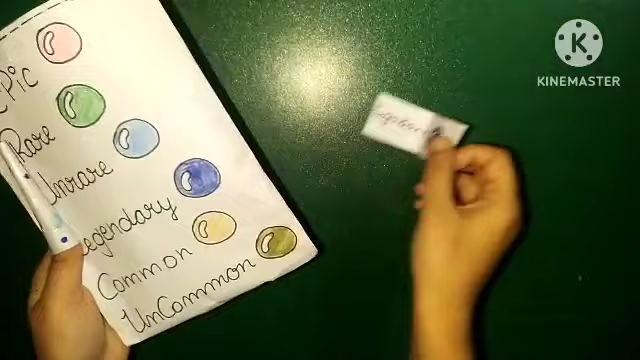 K
KINEMASTER
Epic
Rare
Unrare
Legendary
Common
UnCommon